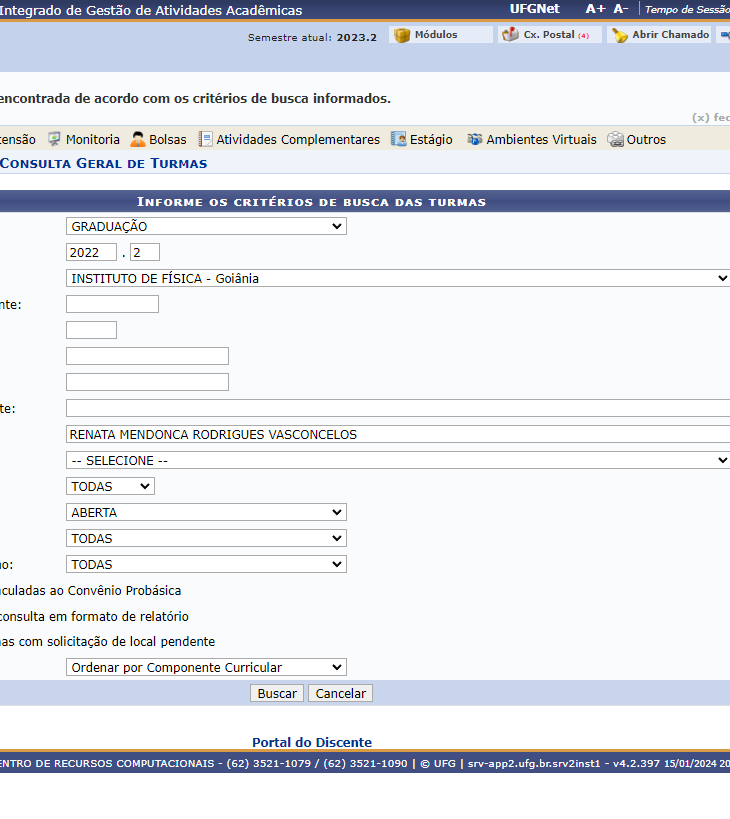 Integrado de Gestão de Atividades Acadêmicas UFGNet A+ A- Tempo de Sessão
Semestre atual: 2023.2 Módulos Cx. Postal (4) Abrir Chamado
encontrada de acordo com os critérios de busca informados.
(x) fec
tensão Monitoria Bolsas Atividades Complementares Estágio Ambientes Virtuais Outros
Consulta Geral de Turmas
Informe os critérios de busca das turmas
GRADUAÇÃO
2022 . 2
INSTITUTO DE FÍSICA - Goiânia
nte:
te:
RENATA MENDONCA RODRIGUES VASCONCELOS
-- SELECIONE --
TODAS
ABERTA
TODAS
ão: TODAS
culadas ao Convênio Probásica
consulta em formato de relatório
nas com solicitação de local pendente
Ordenar por Componente Curricular
Buscar Cancelar
Portal do Discente
ENTRO DE RECURSOS COMPUTACIONAIS - (62) 3521-1079 / (62) 3521-1090 | © UFG | srv-app2.ufg.br.srv2inst1 - v4.2.397 15/01/2024 20